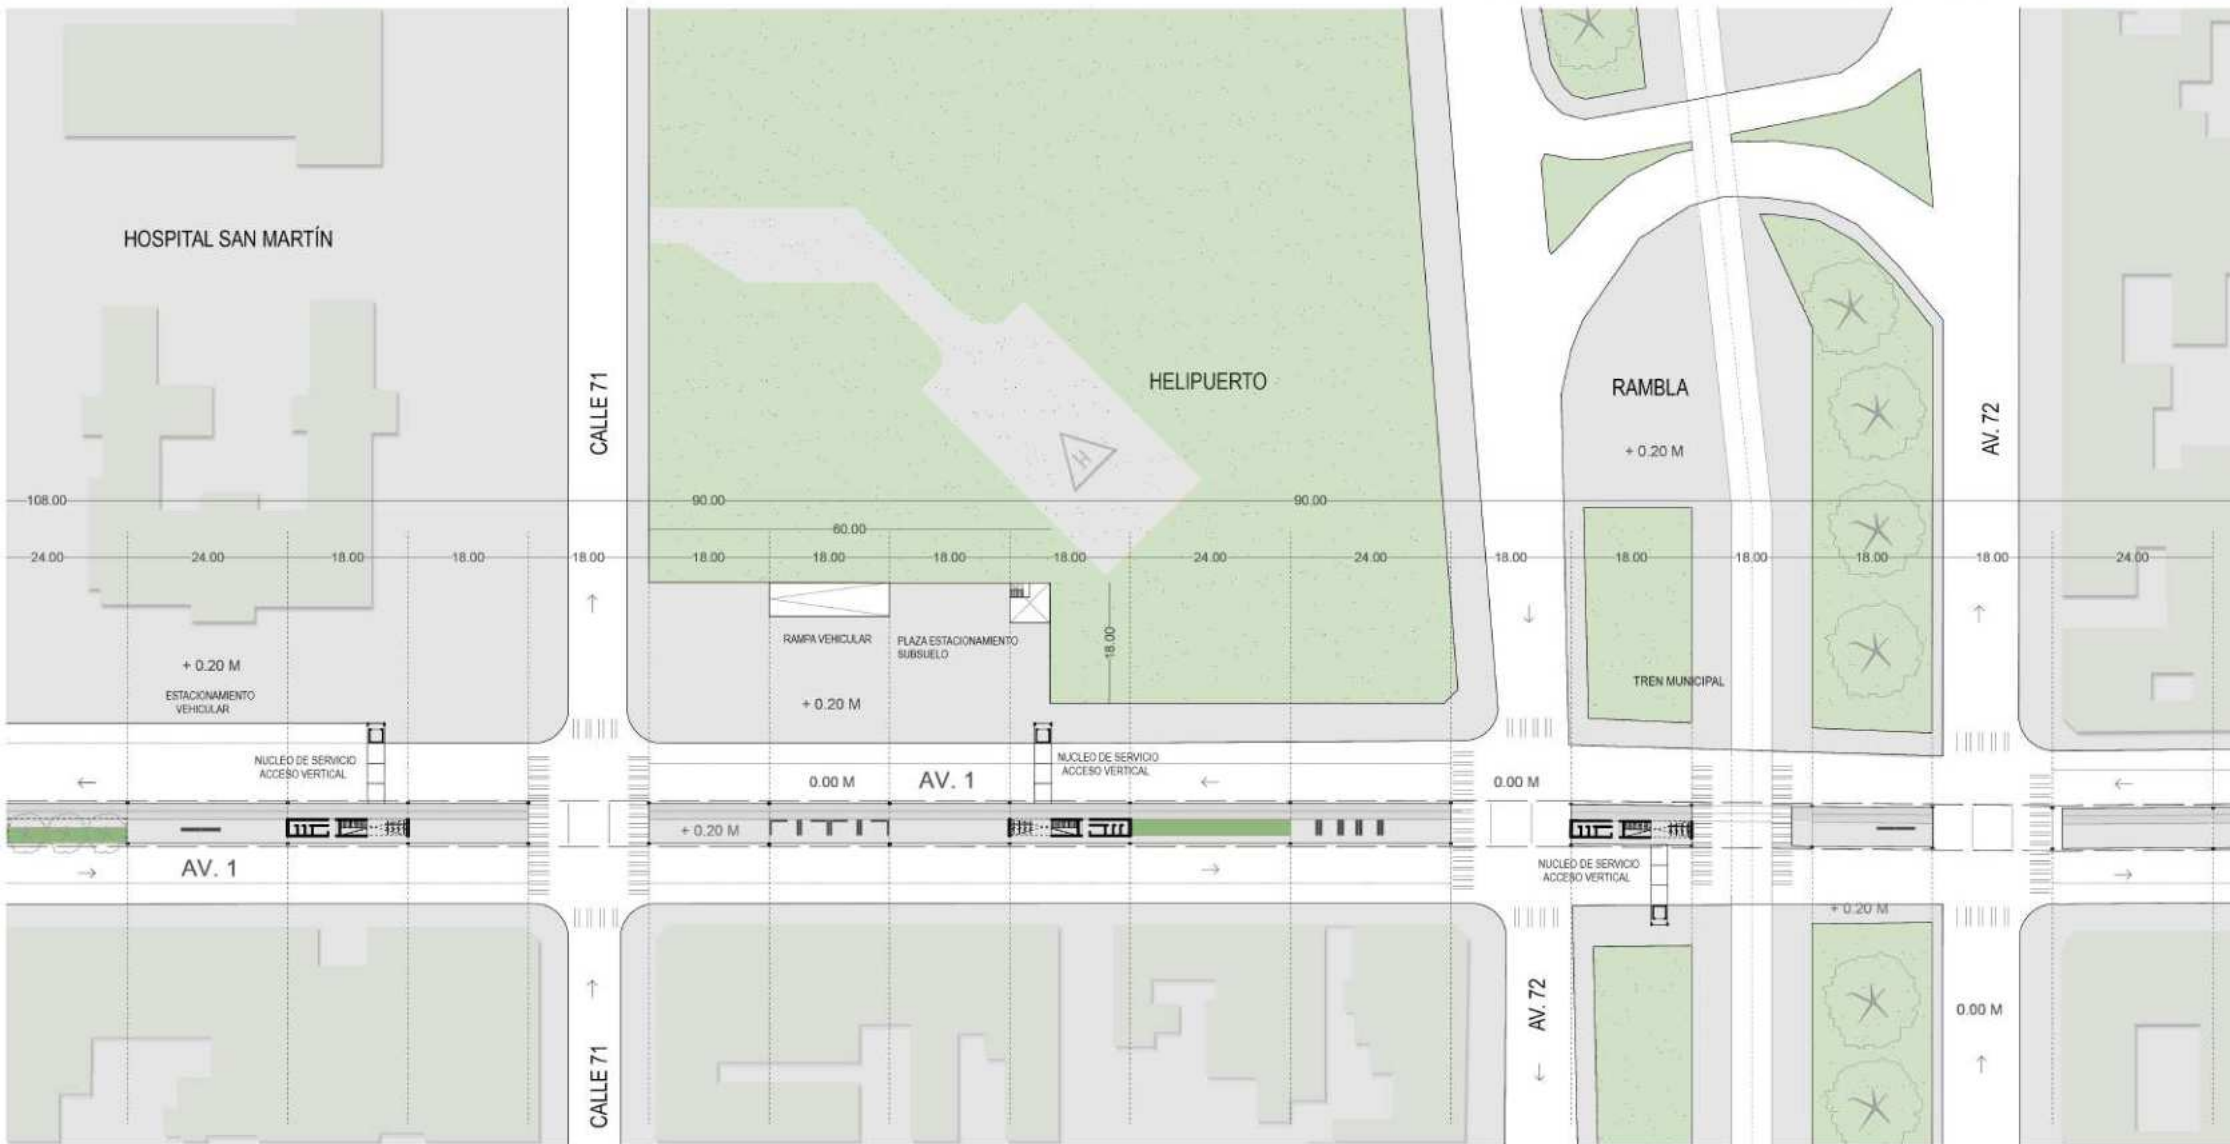 HOSPITAL SAN MARTÍN
CALLE 71
HELIPUERTO
RAMBLA
+ 0.20 M
AV. 72
108.00
90.00
90.00
60.00
24.00
24.00
18.00
18.00
18.00
18.00
18.00
18.00
18.00
24.00
24.00
18.00
18.00
18.00
18.00
18.00
24.00
H
18.00
RAMPA VEHICULAR
PLAZA ESTACIONAMIENTO
SUBSUELO
+ 0.20 M
ESTACIONAMIENTO
VEHICULAR
+ 0.20 M
TREN MUNICIPAL
NUCLEO DE SERVICIO
ACCESO VERTICAL
0.00 M
AV. 1
NUCLEO DE SERVICIO
ACCESO VERTICAL
0.00 M
+ 0.20 M
AV. 1
NUCLEO DE SERVICIO
ACCESO VERTICAL
+ 0.20 M
AV. 72
0.00 M
CALLE 71